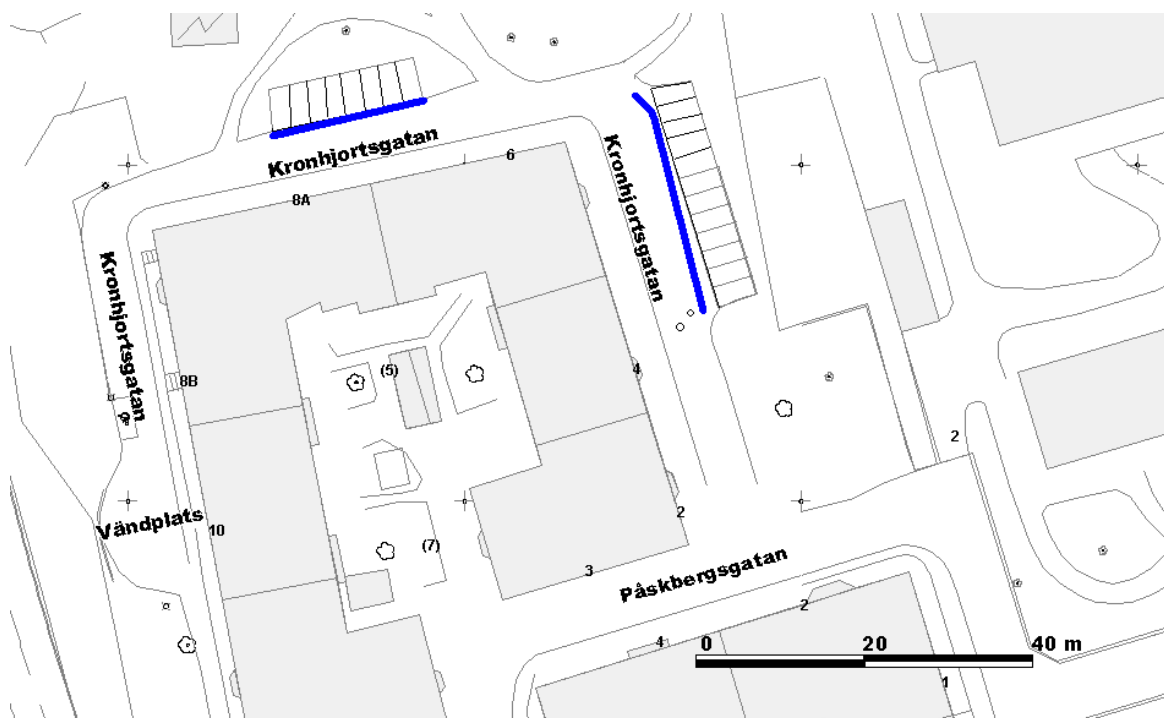 Kronhjortsgatan
6
8A
Kronhjortsgatan
Kronhjortsgatan
(5)
4
8B
2
Vändplats
10
2
(7)
3
Påskbergsgatan
2
4
0 20 40 m
1